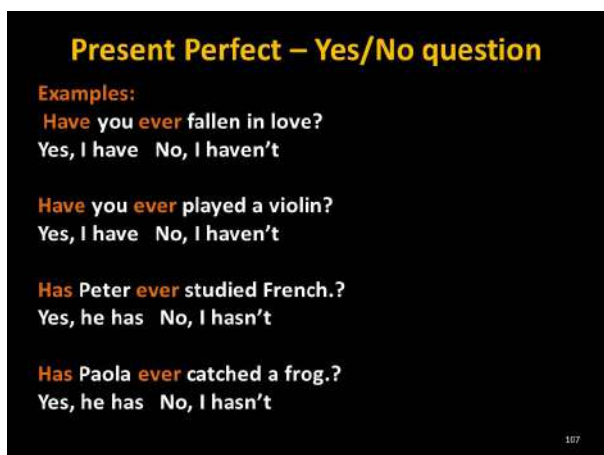 Present Perfect – Yes/No question
Examples:
Have you ever fallen in love?
Yes, I have   No, I haven't
Have you ever played a violin?
Yes, I have   No, I haven't
Has Peter ever studied French.?
Yes, he has   No, I hasn't
Has Paola ever catched a frog.?
Yes, he has   No, I hasn't
107